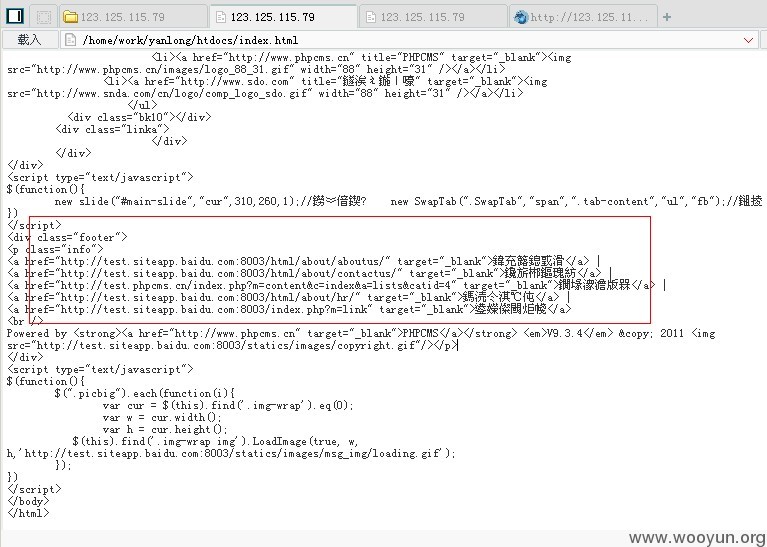 123.125.115.79 123.125.115.79 123.125.115.79 http://123.125.11...
载入 /home/work/yanlong/htdocs/index.html
<li><a href="http://www.phpcms.cn" title="PHPCMS" target="_blank"><img
src="http://www.phpcms.cn/images/logo_88_31.gif" width="88" height="31" /></a></li>
<li><a href="http://www.sdo.com" title=" target="_blank"><img
src="http://www.snda.com/cn/logo/comp_logo_sdo.gif" width="88" height="31" /></a></li>
</ul>
<div class="bk10"></div>
<div class="linka">
</div>
</div>
</div>
<script type="text/javascript">
$(function(){
new slide("#main-slide","cur",310,260,1);// new SwapTab(".SwapTab","span",".tab-content","ul","fb");//
})
</script>
<div class="footer">
<p class="info">
<a href="http://test.siteapp.baidu.com:8003/html/about/aboutus/" target="_blank"></a> |
<a href="http://test.siteapp.baidu.com:8003/html/about/contactus/" target="_blank"></a> |
<a href="http://test.phpcms.cn/index.php?m=content&c=index&a=lists&catid=4" target="_blank"></a> |
<a href="http://test.siteapp.baidu.com:8003/html/about/hr/" target="_blank"></a> |
<a href="http://test.siteapp.baidu.com:8003/index.php?m=link" target="_blank"></a>
<br />
Powered by <strong><a href="http://www.phpcms.cn" target="_blank">PHPCMS</a></strong> <em>V9.3.4</em> &copy; 2011 <img
src="http://test.siteapp.baidu.com:8003/statics/images/copyright.gif"/></p>
</div>
<script type="text/javascript">
$(function(){
$(".picbig").each(function(i){
var cur = $(this).find('.img-wrap').eq(0);
var w = cur.width();
var h = cur.height();
$(this).find('.img-wrap img').LoadImage(true, w,
h,'http://test.siteapp.baidu.com:8003/statics/images/msg_img/loading.gif');
});
})
</script>
</body>
</html>
www.wooyun.org